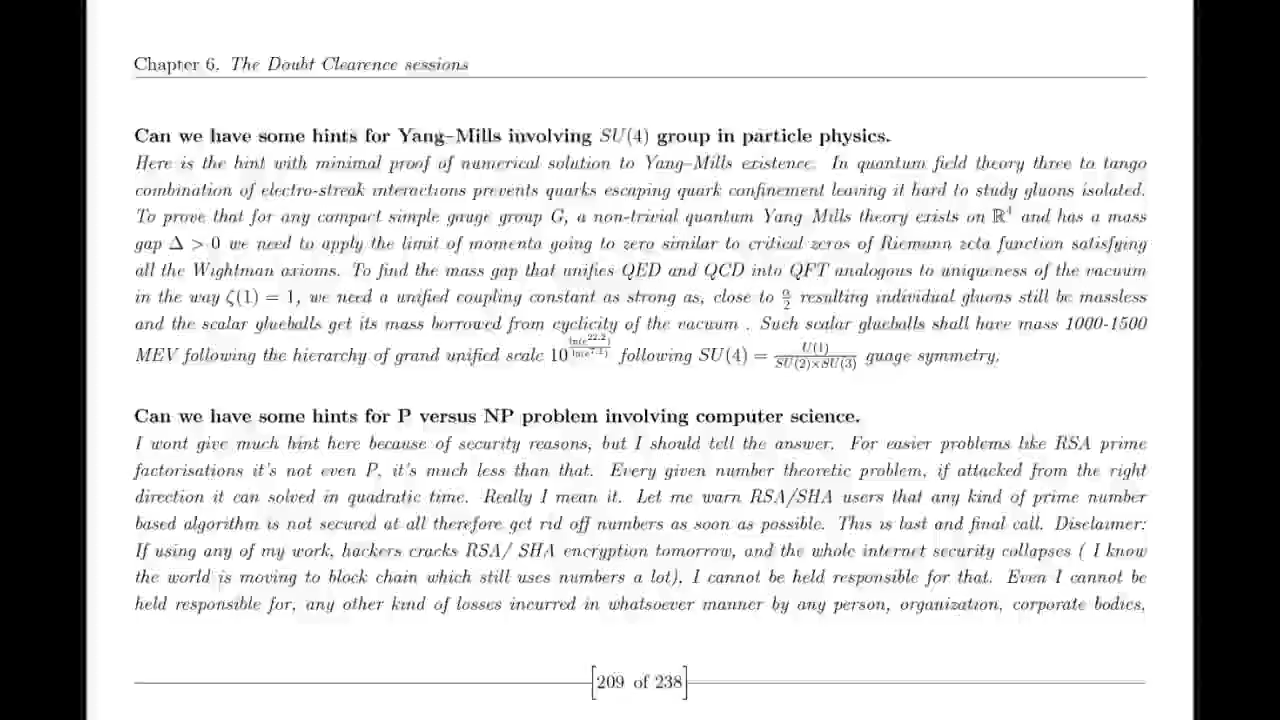 Chapter 6. The Doubt Clearence sessions
Can we have some hints for Yang–Mills involving SU(4) group in particle physics.
Here is the hint with minimal proof of numerical solution to Yang–Mills existence. In quantum field theory three to tango
combination of electro-streak interactions prevents quarks escaping quark confinement leaving it hard to study gluons isolated.
To prove that for any compact simple gauge group G, a non-trivial quantum Yang Mills theory exists on ℝ⁴ and has a mass
gap Δ > 0 we need to apply the limit of momenta going to zero similar to critical zeros of Riemann zeta function satisfying
all the Wightman axioms. To find the mass gap that unifies QED and QCD into QFT analogous to uniqueness of the vacuum
in the way ζ(1) = 1, we need a unified coupling constant as strong as, close to α/2 resulting individual gluons still be massless
and the scalar glueballs get its mass borrowed from cyclicity of the vacuum . Such scalar glueballs shall have mass 1000-1500
MEV following the hierarchy of grand unified scale 10 following SU(4) = U(1)/SU(2)×SU(3) guage symmetry.
Can we have some hints for P versus NP problem involving computer science.
I wont give much hint here because of security reasons, but I should tell the answer. For easier problems like RSA prime
factorisations it's not even P, it's much less than that. Every given number theoretic problem, if attacked from the right
direction it can solved in quadratic time. Really I mean it. Let me warn RSA/SHA users that any kind of prime number
based algorithm is not secured at all therefore get rid off numbers as soon as possible. This is last and final call. Disclaimer:
If using any of my work, hackers cracks RSA/ SHA encryption tomorrow, and the whole internet security collapses ( I know
the world is moving to block chain which still uses numbers a lot), I cannot be held responsible for that. Even I cannot be
held responsible for, any other kind of losses incurred in whatsoever manner by any person, organization, corporate bodies,
[209 of 238]